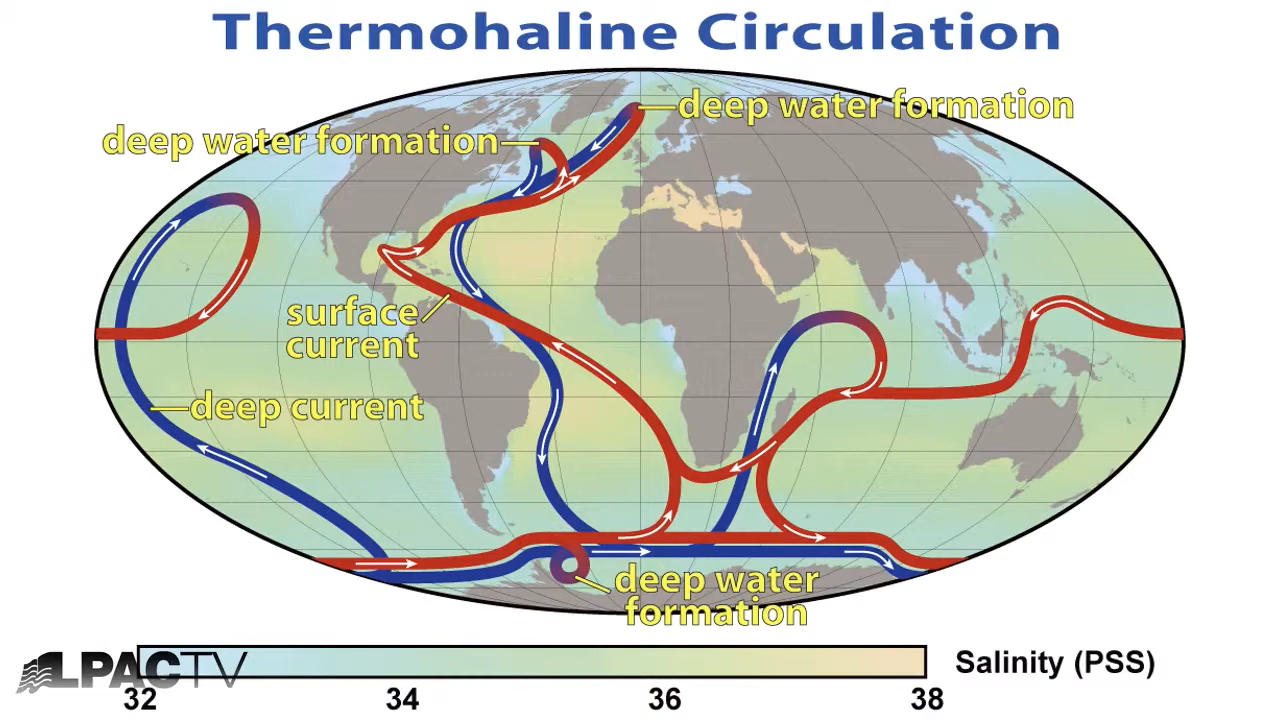 Thermohaline Circulation
deep water formation
deep water formation
surface
current
deep current
deep water
formation
Salinity (PSS)
LPACTV
32 34 36 38